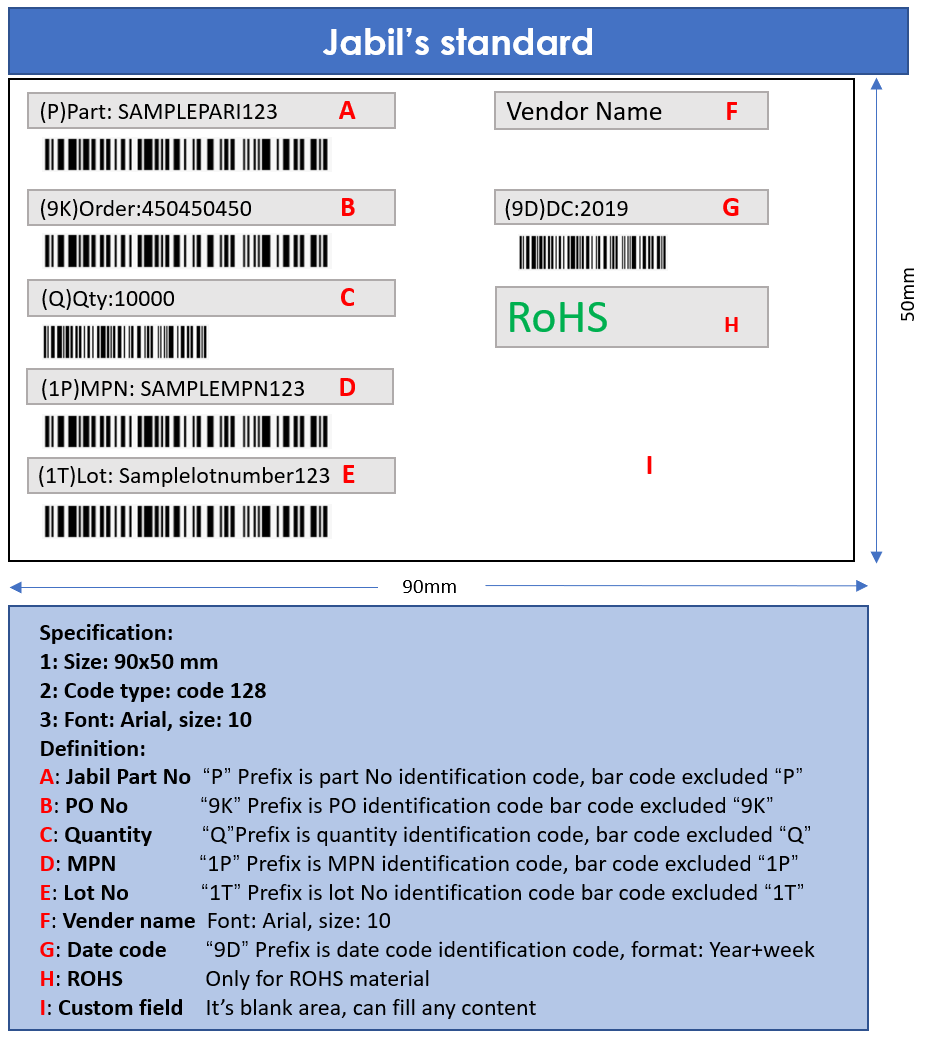 Jabil's standard
(P)Part: SAMPLEPARI123 A
Vendor Name F
(9K)Order:450450450 B
(9D)DC:2019 G
(Q)Qty:10000 C
RoHS H
(1P)MPN: SAMPLEMPN123 D
(1T)Lot: Samplelotnumber123 E
I
50mm
90mm
Specification:
1: Size: 90x50 mm
2: Code type: code 128
3: Font: Arial, size: 10
Definition:
A: Jabil Part No “P” Prefix is part No identification code, bar code excluded “P”
B: PO No “9K” Prefix is PO identification code bar code excluded “9K”
C: Quantity “Q”Prefix is quantity identification code, bar code excluded “Q”
D: MPN “1P” Prefix is MPN identification code, bar code excluded “1P”
E: Lot No “1T” Prefix is lot No identification code bar code excluded “1T”
F: Vender name Font: Arial, size: 10
G: Date code “9D” Prefix is date code identification code, format: Year+week
H: ROHS Only for ROHS material
I: Custom field It’s blank area, can fill any content